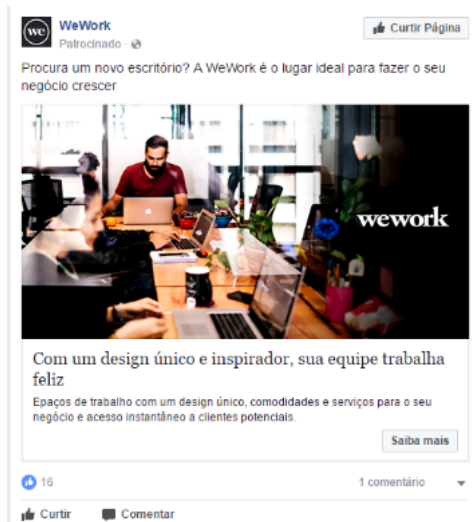 we
WeWork
Patrocinado ·
Curtir Página
Procura um novo escritório? A WeWork é o lugar ideal para fazer o seu
negócio crescer
wework
Com um design único e inspirador, sua equipe trabalha
feliz
Epaços de trabalho com um design único, comodidades e serviços para o seu
negócio e acesso instantâneo a clientes potenciais.
Saiba mais
16
1 comentário
Curtir
Comentar